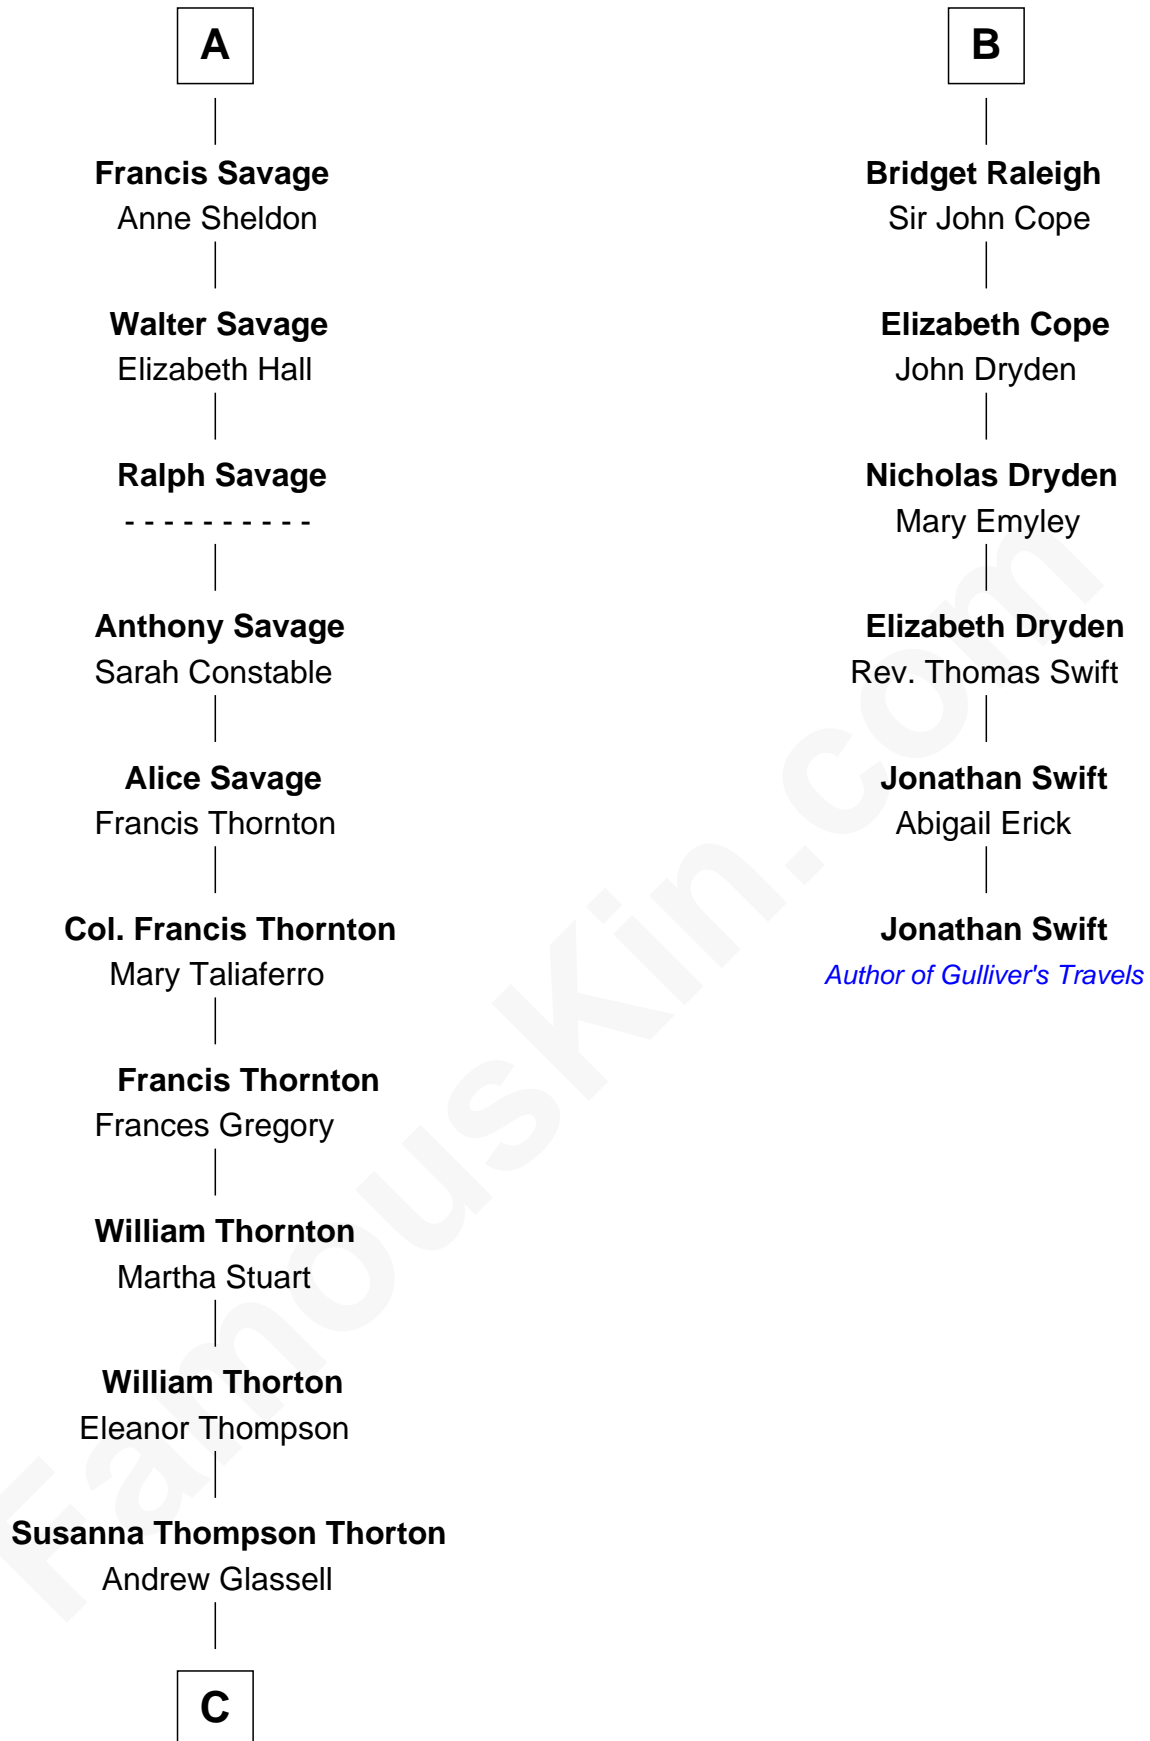 A
Francis Savage
Anne Sheldon
Walter Savage
Elizabeth Hall
Ralph Savage
- - - - - - - - - -
Anthony Savage
Sarah Constable
Alice Savage
Francis Thornton
Col. Francis Thornton
Mary Taliaferro
Francis Thornton
Frances Gregory
William Thornton
Martha Stuart
William Thorton
Eleanor Thompson
Susanna Thompson Thorton
Andrew Glassell
C
B
Bridget Raleigh
Sir John Cope
Elizabeth Cope
John Dryden
Nicholas Dryden
Mary Emyley
Elizabeth Dryden
Rev. Thomas Swift
Jonathan Swift
Abigail Erick
Jonathan Swift
Author of Gulliver's Travels
FamousKin.com